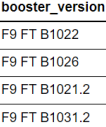 booster_version
F9 FT B1022
F9 FT B1026
F9 FT B1021.2
F9 FT B1031.2